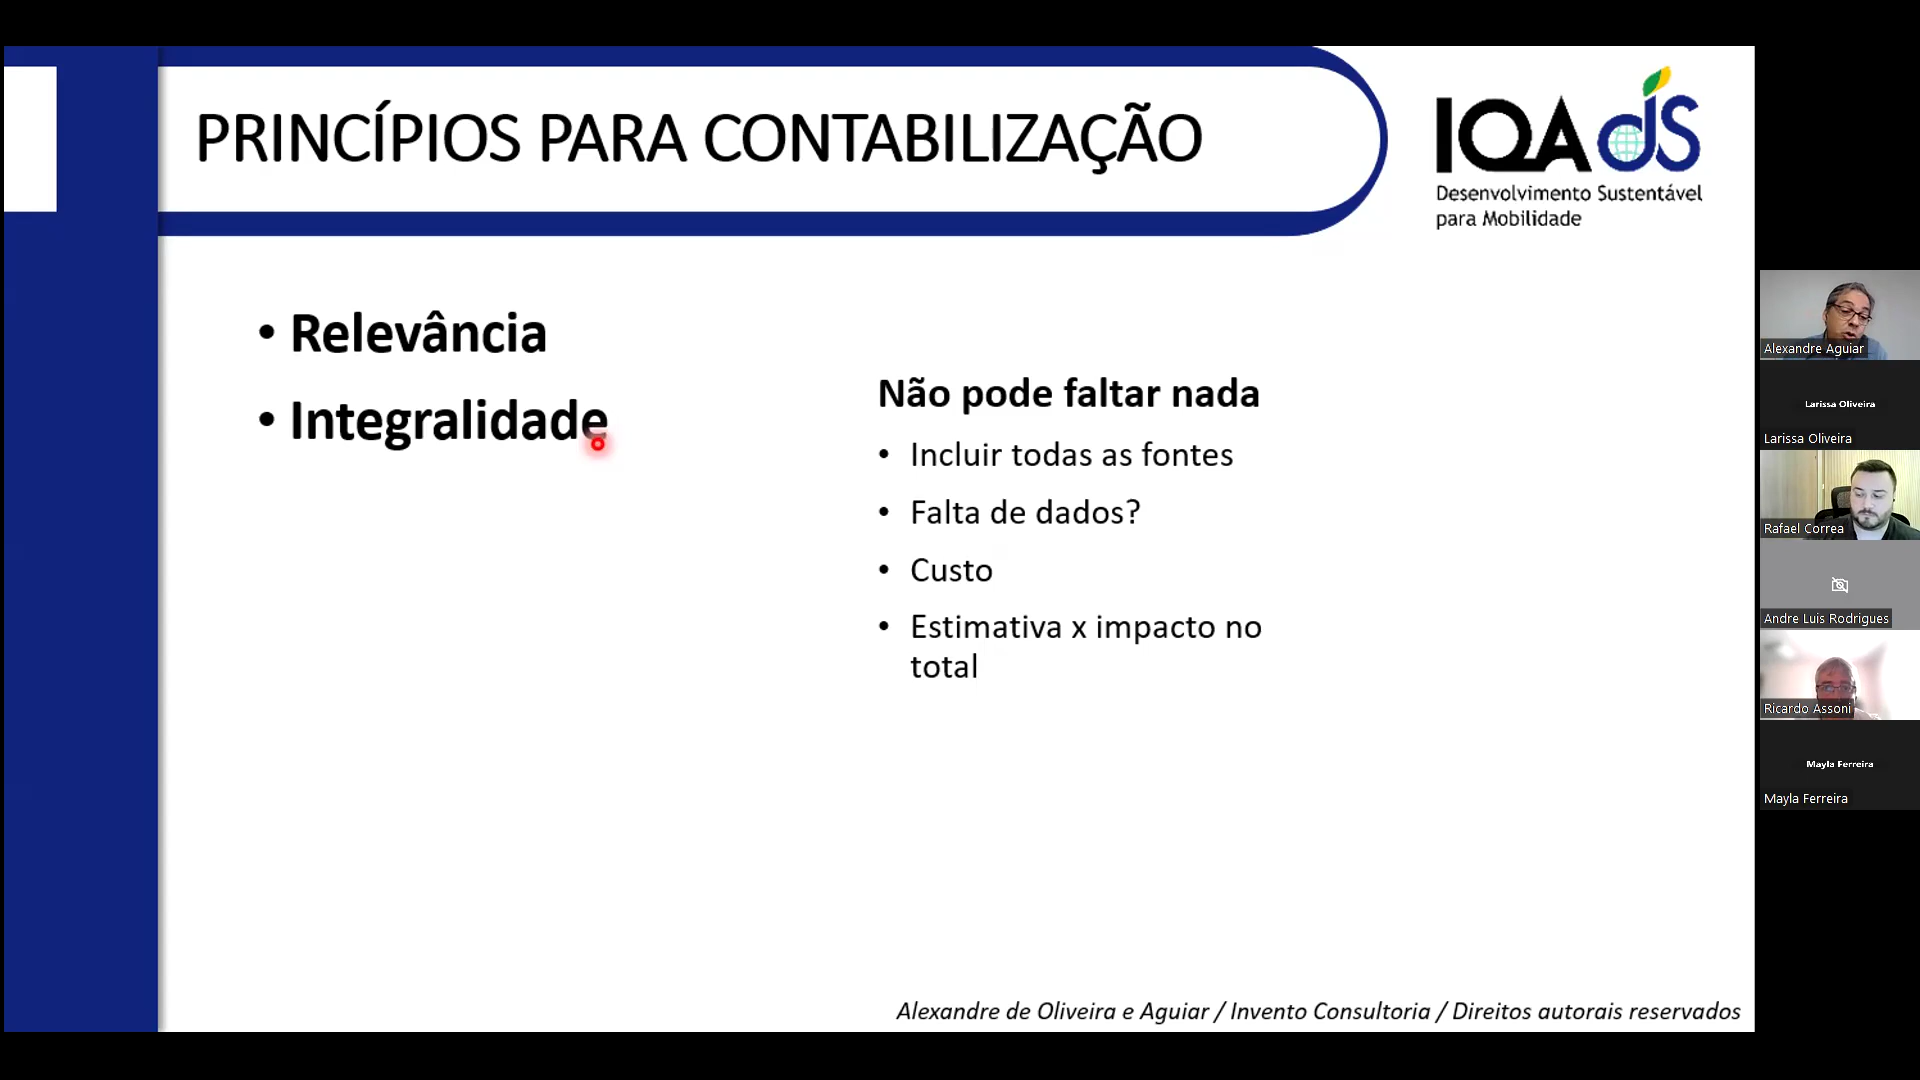 PRINCÍPIOS PARA CONTABILIZAÇÃO
IQA dS
Desenvolvimento Sustentável
para Mobilidade
• Relevância
• Integralidade
Não pode faltar nada
• Incluir todas as fontes
• Falta de dados?
• Custo
• Estimativa x impacto no
total
Alexandre de Oliveira e Aguiar / Invento Consultoria / Direitos autorais reservados
Alexandre Aguiar
Larissa Oliveira
Larissa Oliveira
Rafael Correa
Andre Luis Rodrigues
Ricardo Assoni
Mayla Ferreira
Mayla Ferreira